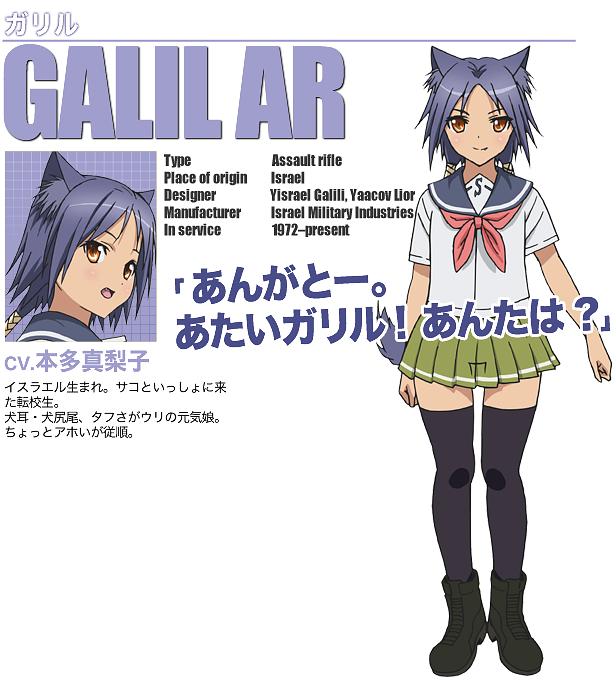 ガリル
GALIL AR
Type Assault rifle
Place of origin Israel
Designer Yisrael Galili, Yaacov Lior
Manufacturer Israel Military Industries
In service 1972–present
「あんがとー。
あたいガリル！あんたは？」
CV.本多真梨子
イスラエル生まれ。サコといっしょに来
た転校生。
犬耳・犬尻尾、タフさがウリの元気娘。
ちょっとアホいが従順。
S